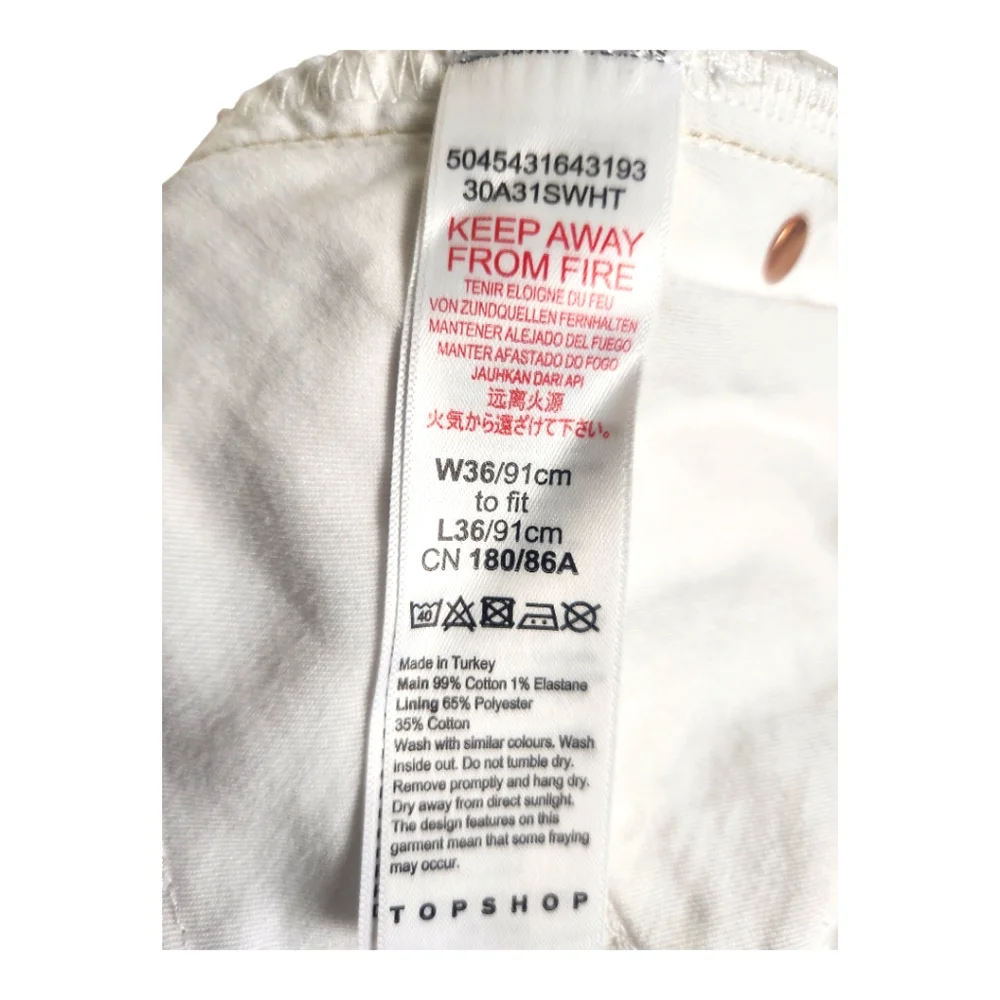 5045431643193
30A31SWHT
KEEP AWAY
FROM FIRE
TENIR ELOIGNE DU FEU
VON ZUNDQUELLEN FERNHALTEN
MANTENER ALEJADO DEL FUEGO
MANTER AFASTADO DO FOGO
JAUHKAN DARI API
远离火源
火気から遠ざけて下さい。
W36/91cm
to fit
L36/91cm
CN 180/86A
40
Made in Turkey
Main 99% Cotton 1% Elastane
Lining 65% Polyester
35% Cotton
Wash with similar colours. Wash
inside out. Do not tumble dry.
Remove promptly and hang dry.
Dry away from direct sunlight.
The design features on this
garment mean that some fraying
may occur.
TOPSHOP